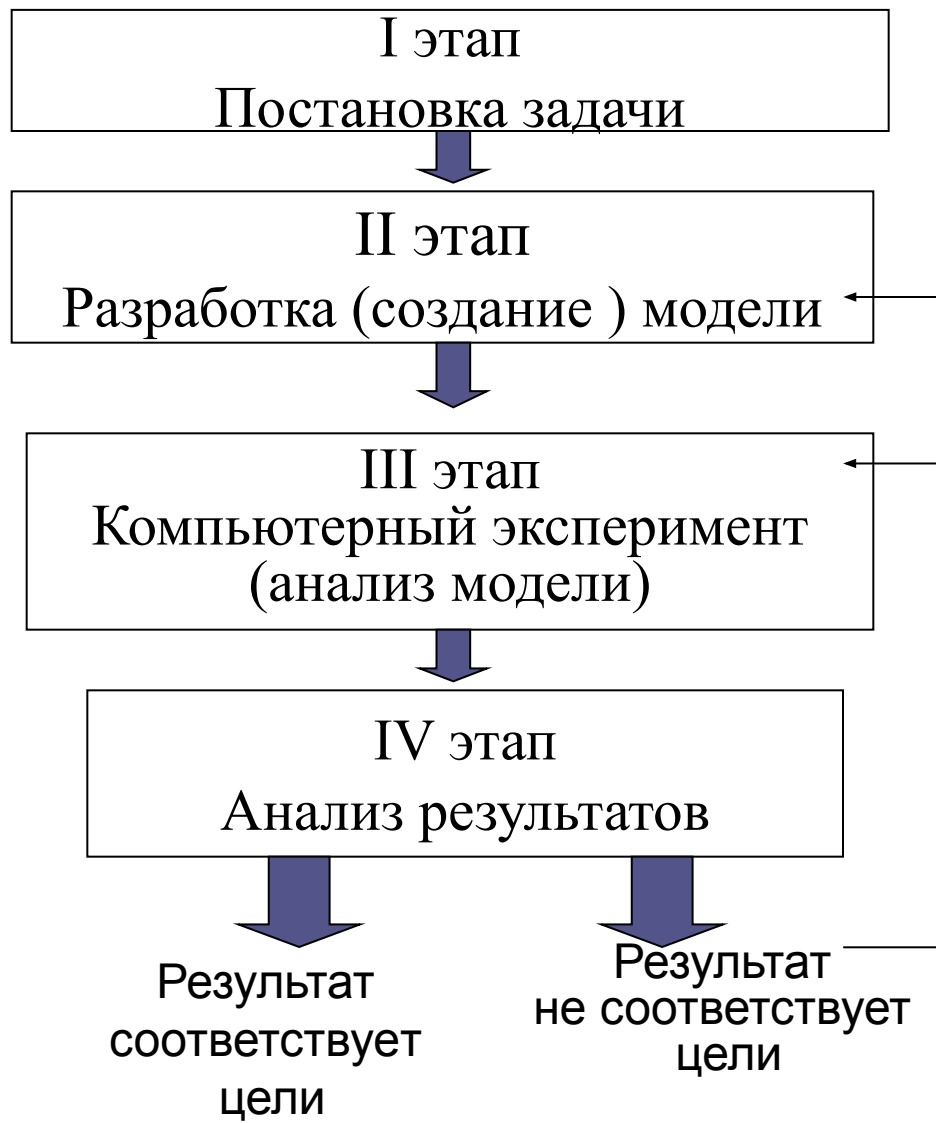 I этап
Постановка задачи
II этап
Разработка (создание ) модели
III этап
Компьютерный эксперимент
(анализ модели)
IV этап
Анализ результатов
Результат
соответствует
цели
Результат
не соответствует
цели